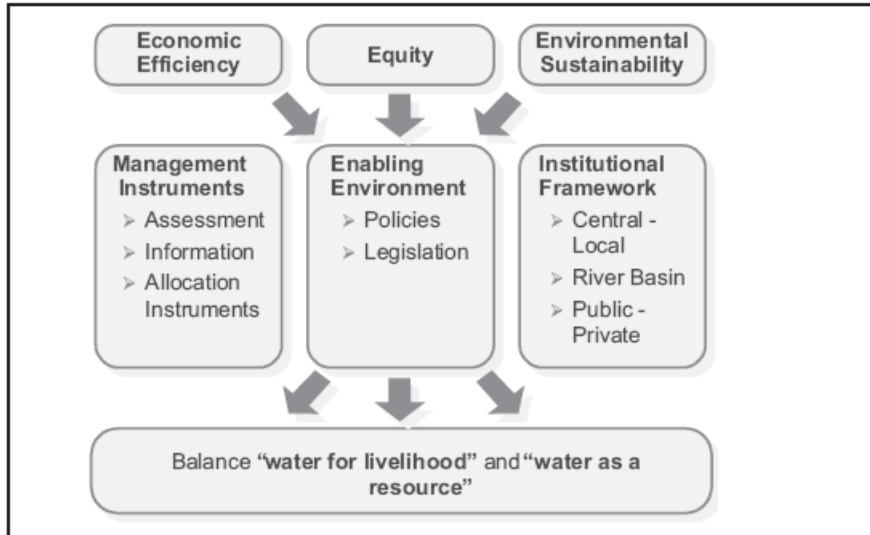 Economic
Efficiency
Equity
Environmental
Sustainability
Management
Instruments
➢ Assessment
➢ Information
➢ Allocation
Instruments
Enabling
Environment
➢ Policies
➢ Legislation
Institutional
Framework
➢ Central -
Local
➢ River Basin
➢ Public -
Private
Balance “water for livelihood” and “water as a
resource”